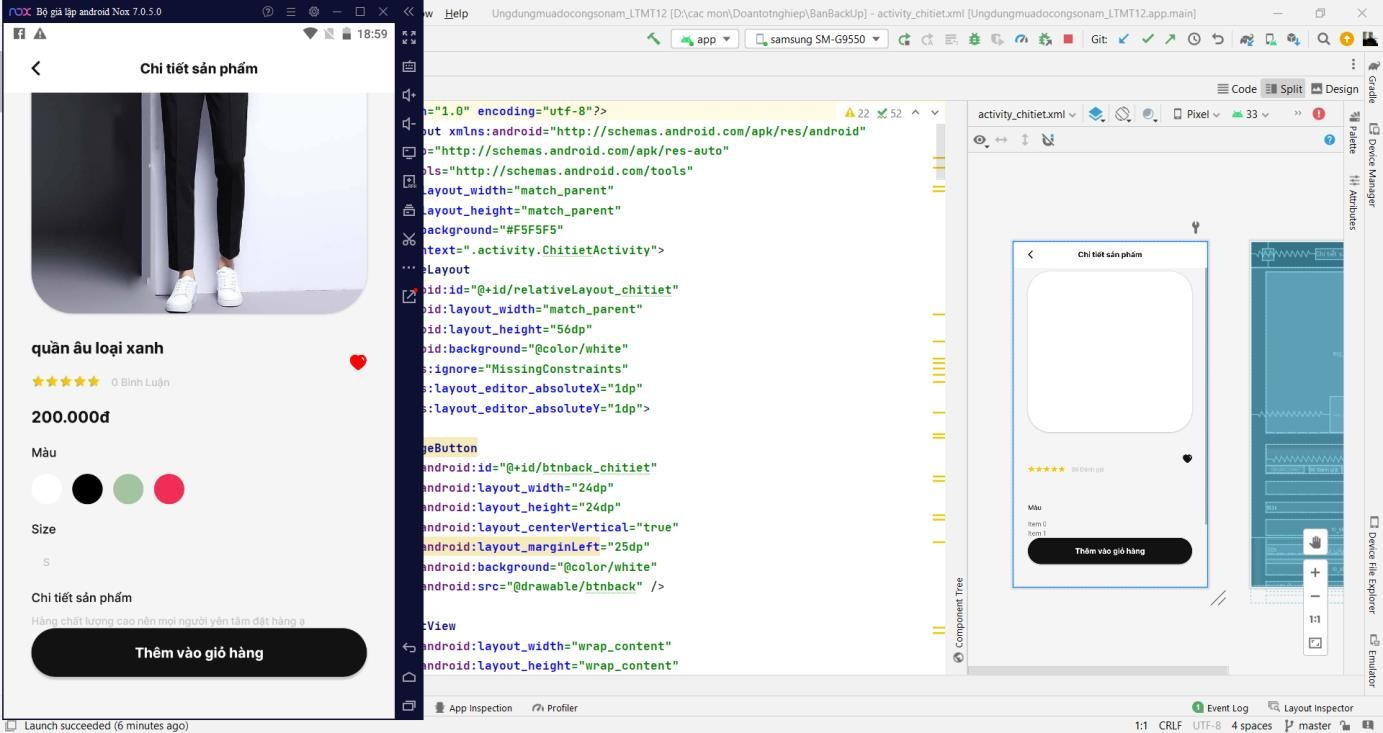 nox Bộ giả lập android Nox 7.0.5.0
18:59
Chi tiết sản phẩm
quần âu loại xanh
0 Bình Luận
200.000đ
Màu
Size
S
Chi tiết sản phẩm
Hàng chất lượng cao nên mọi người yên tâm đặt hàng ạ
Thêm vào giỏ hàng
Launch succeeded (6 minutes ago)
ow Help Ungdungmuadocongsonam_LTMT12 [D:\cac mon\Doantotnghiep\BanBackUp] - activity_chitiet.xml [Ungdungmuadocongsonam_LTMT12.app.main]
app samsung SM-G9550 Git:
Code Split Design
="1.0" encoding="utf-8"?>
22 52
out xmlns:android="http://schemas.android.com/apk/res/android"
="http://schemas.android.com/apk/res-auto"
ols="http://schemas.android.com/tools"
layout_width="match_parent"
layout_height="match_parent"
background="#F5F5F5"
ntext=".activity.ChitietActivity">
eLayout
oid:id="@+id/relativeLayout_chitiet"
oid:layout_width="match_parent"
oid:layout_height="56dp"
oid:background="@color/white"
s:ignore="MissingConstraints"
s:layout_editor_absoluteX="1dp"
s:layout_editor_absoluteY="1dp">
geButton
android:id="@+id/btnback_chitiet"
android:layout_width="24dp"
android:layout_height="24dp"
android:layout_centerVertical="true"
android:layout_marginLeft="25dp"
android:background="@color/white"
android:src="@drawable/btnback" />
tView
android:layout_width="wrap_content"
android:layout_height="wrap_content"
activity_chitiet.xml Pixel 33
Chi tiết sản phẩm
Màu
Item 0
Item 1
Thêm vào giỏ hàng
1:1
Component Tree
Palette
Attributes
Gradle
Device Manager
Device File Explorer
Emulator
App Inspection Profiler
Event Log Layout Inspector
1:1 CRLF UTF-8 4 spaces master